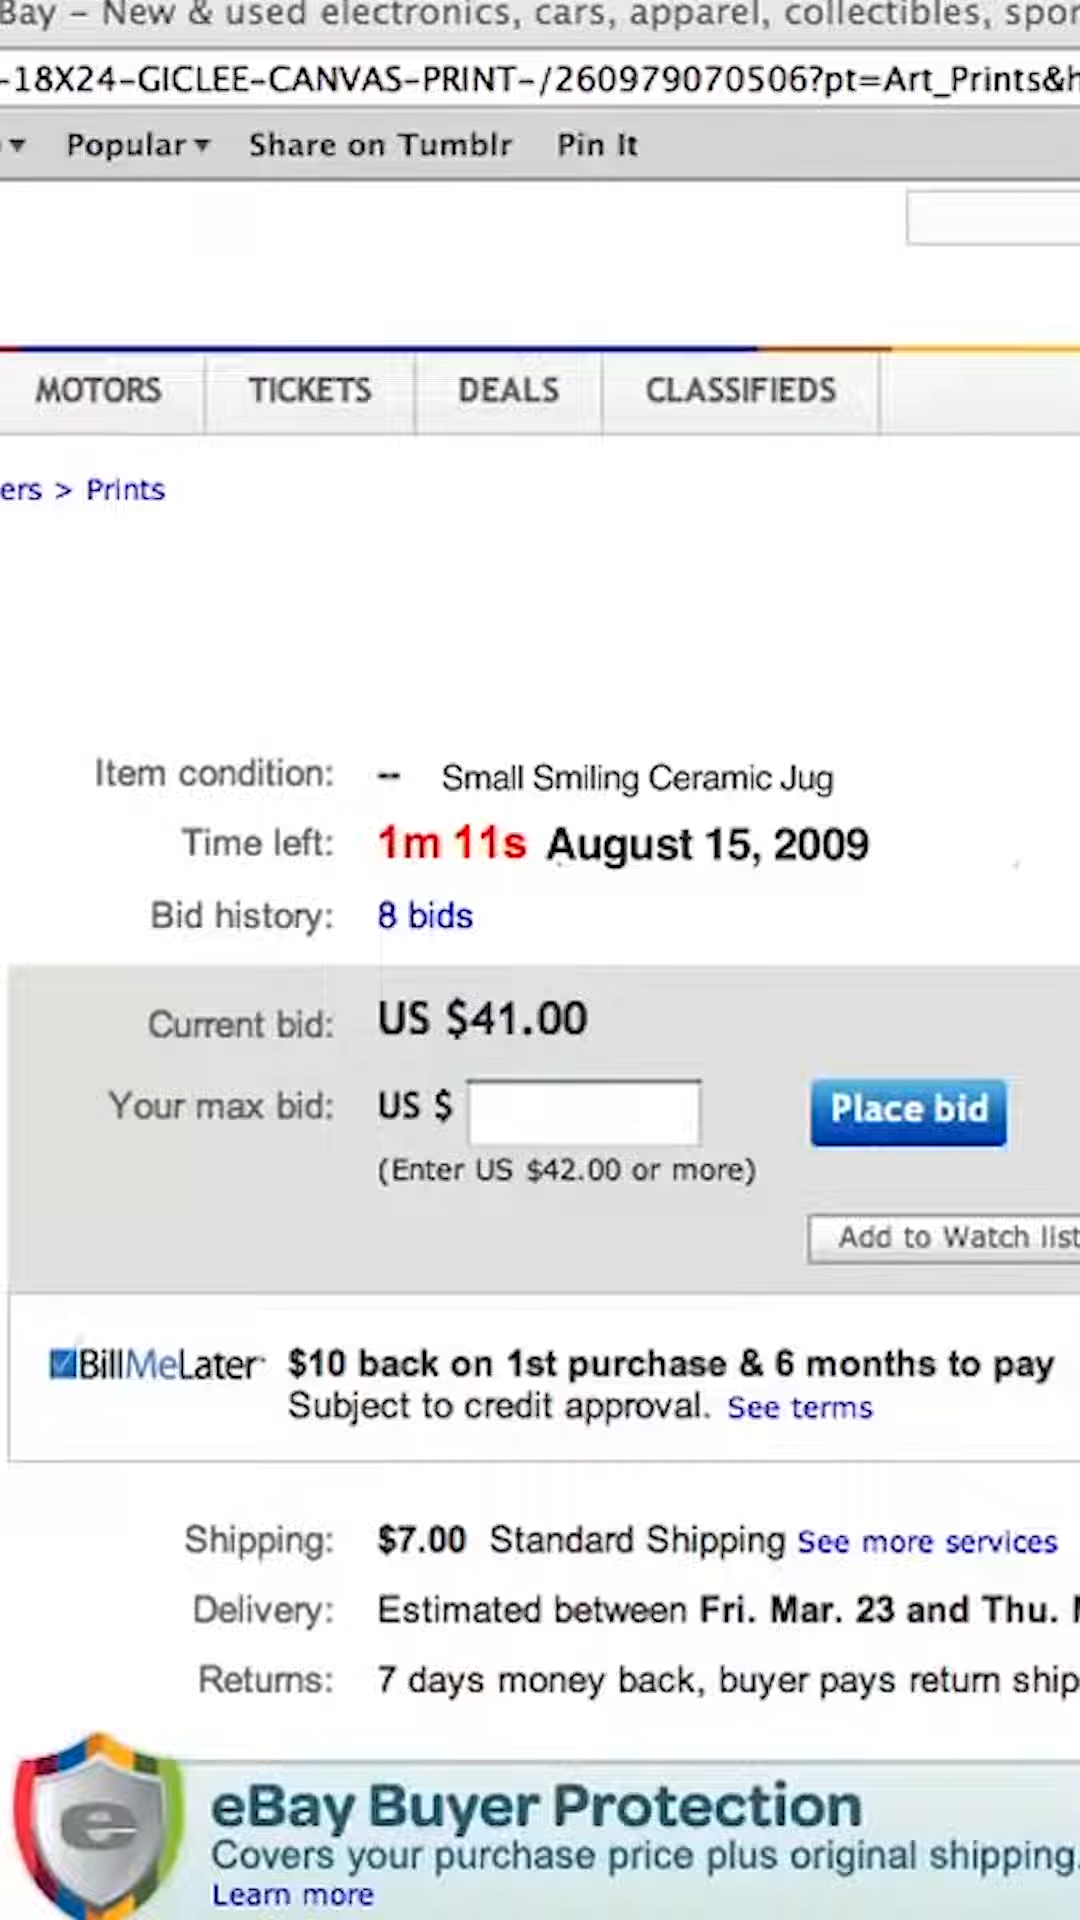 Bay – New & used electronics, cars, apparel, collectibles, spor
-18X24-GICLEE-CANVAS-PRINT-/260979070506?pt=Art_Prints&h
Popular Share on Tumblr Pin It
MOTORS TICKETS DEALS CLASSIFIEDS
ers > Prints
Item condition: -- Small Smiling Ceramic Jug
Time left: 1m 11s August 15, 2009
Bid history: 8 bids
Current bid: US $41.00
Your max bid: US $ Place bid
(Enter US $42.00 or more)
Add to Watch list
BillMeLater $10 back on 1st purchase & 6 months to pay
Subject to credit approval. See terms
Shipping: $7.00 Standard Shipping See more services
Delivery: Estimated between Fri. Mar. 23 and Thu.
Returns: 7 days money back, buyer pays return ship
e eBay Buyer Protection
Covers your purchase price plus original shipping.
Learn more